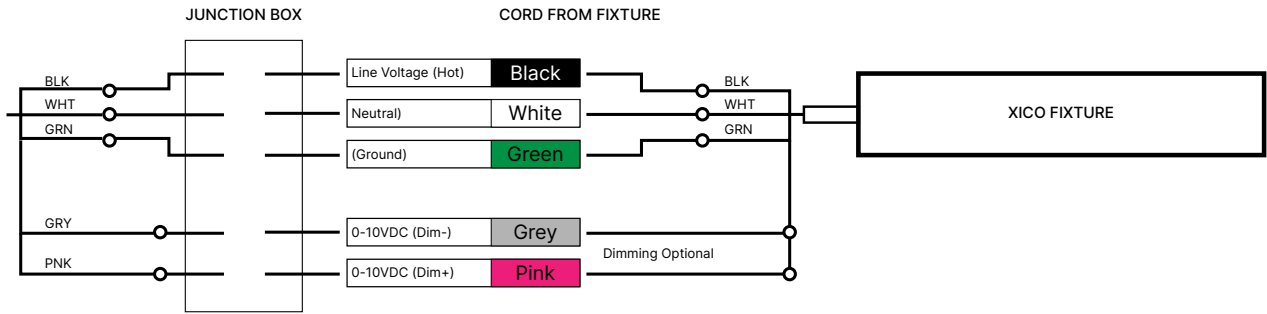 JUNCTION BOX
CORD FROM FIXTURE
BLK
WHT
GRN
GRY
PNK
Line Voltage (Hot) Black
Neutral) White
(Ground) Green
0-10VDC (Dim-) Grey
0-10VDC (Dim+) Pink
Dimming Optional
BLK
WHT
GRN
XICO FIXTURE